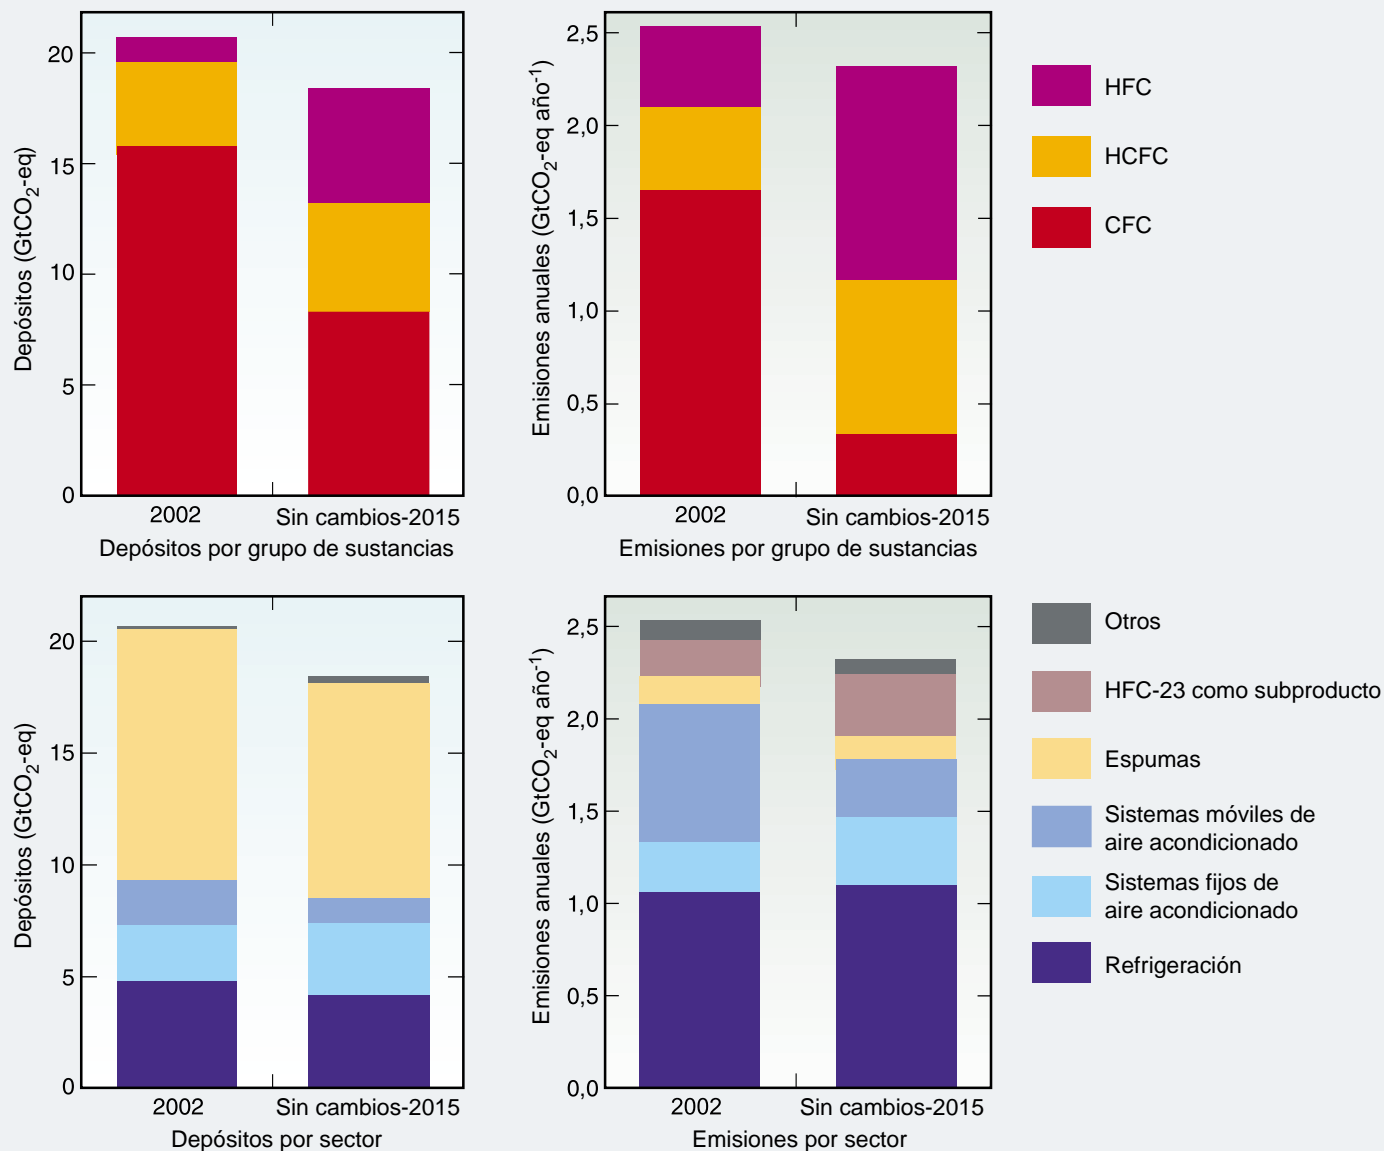 Depósitos (GtCO2-eq)
20
15
10
5
0
2002
Sin cambios-2015
Depósitos por grupo de sustancias
Emisiones anuales (GtCO2-eq año-1)
2,5
2,0
1,5
1,0
0,5
0,0
2002
Sin cambios-2015
Emisiones por grupo de sustancias
HFC
HCFC
CFC
Depósitos (GtCO2-eq)
20
15
10
5
0
2002
Sin cambios-2015
Depósitos por sector
Emisiones anuales (GtCO2-eq año-1)
2,5
2,0
1,5
1,0
0,5
0,0
2002
Sin cambios-2015
Emisiones por sector
Otros
HFC-23 como subproducto
Espumas
Sistemas móviles de
aire acondicionado
Sistemas fijos de
aire acondicionado
Refrigeración